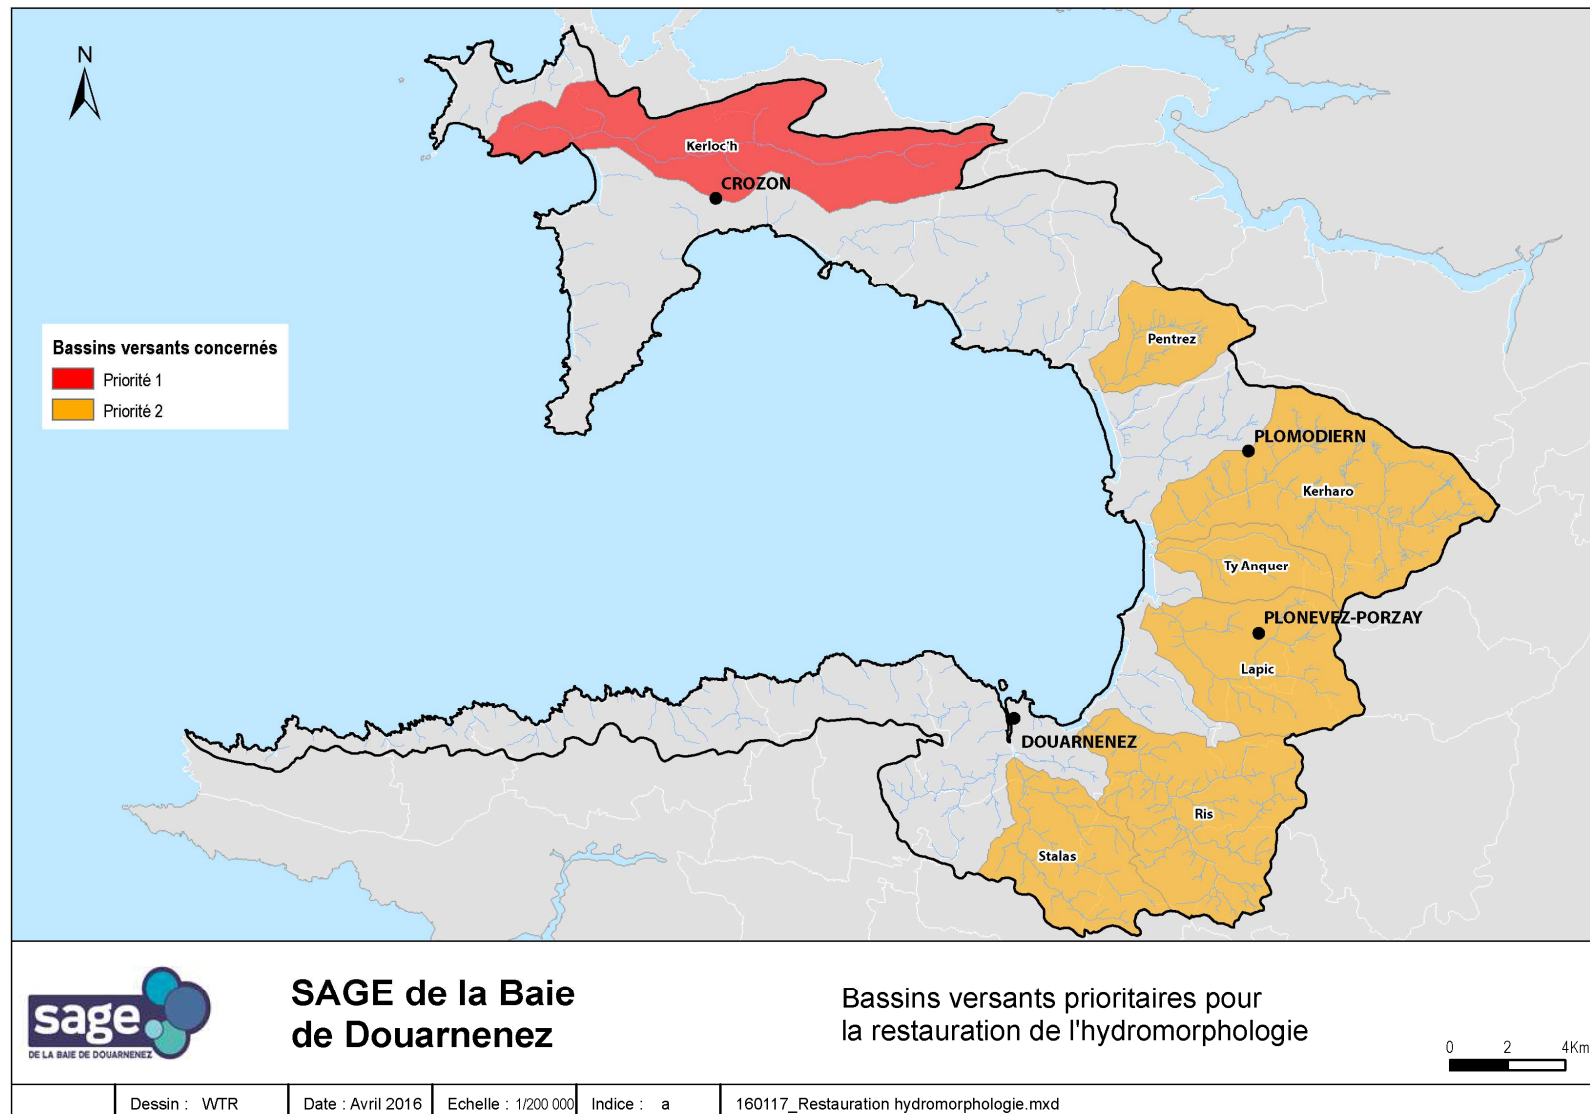 N
Kerloc'h
CROZON
Pentrez
Bassins versants concernés
Priorité 1
Priorité 2
PLOMODIERN
Kerharo
Ty Anquer
PLONEVEZ-PORZAY
Lapic
DOUARNENEZ
Ris
Stalas
sage
DE LA BAIE DE DOUARNENEZ
SAGE de la Baie
de Douarnenez
Bassins versants prioritaires pour
la restauration de l'hydromorphologie
0 2 4Km
Dessin : WTR Date : Avril 2016 Echelle : 1/200 000 Indice : a 160117_Restauration hydromorphologie.mxd